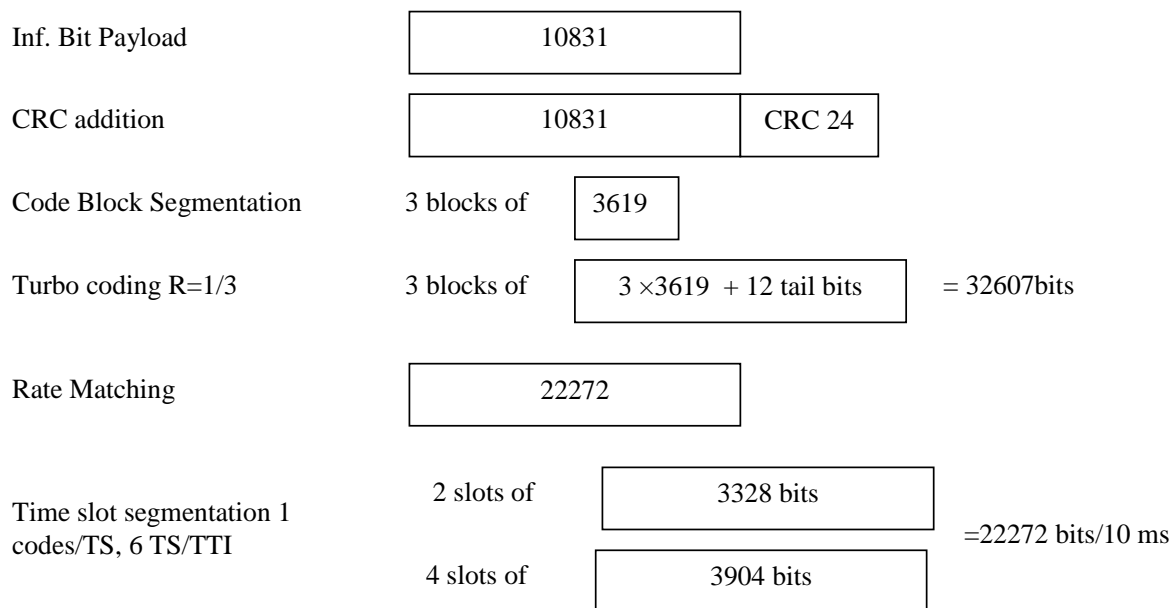 Inf. Bit Payload 10831
CRC addition 10831 CRC 24
Code Block Segmentation 3 blocks of 3619
Turbo coding R=1/3 3 blocks of 3 ×3619 + 12 tail bits = 32607bits
Rate Matching 22272
2 slots of 3328 bits
Time slot segmentation 1
codes/TS, 6 TS/TTI =22272 bits/10 ms
4 slots of 3904 bits